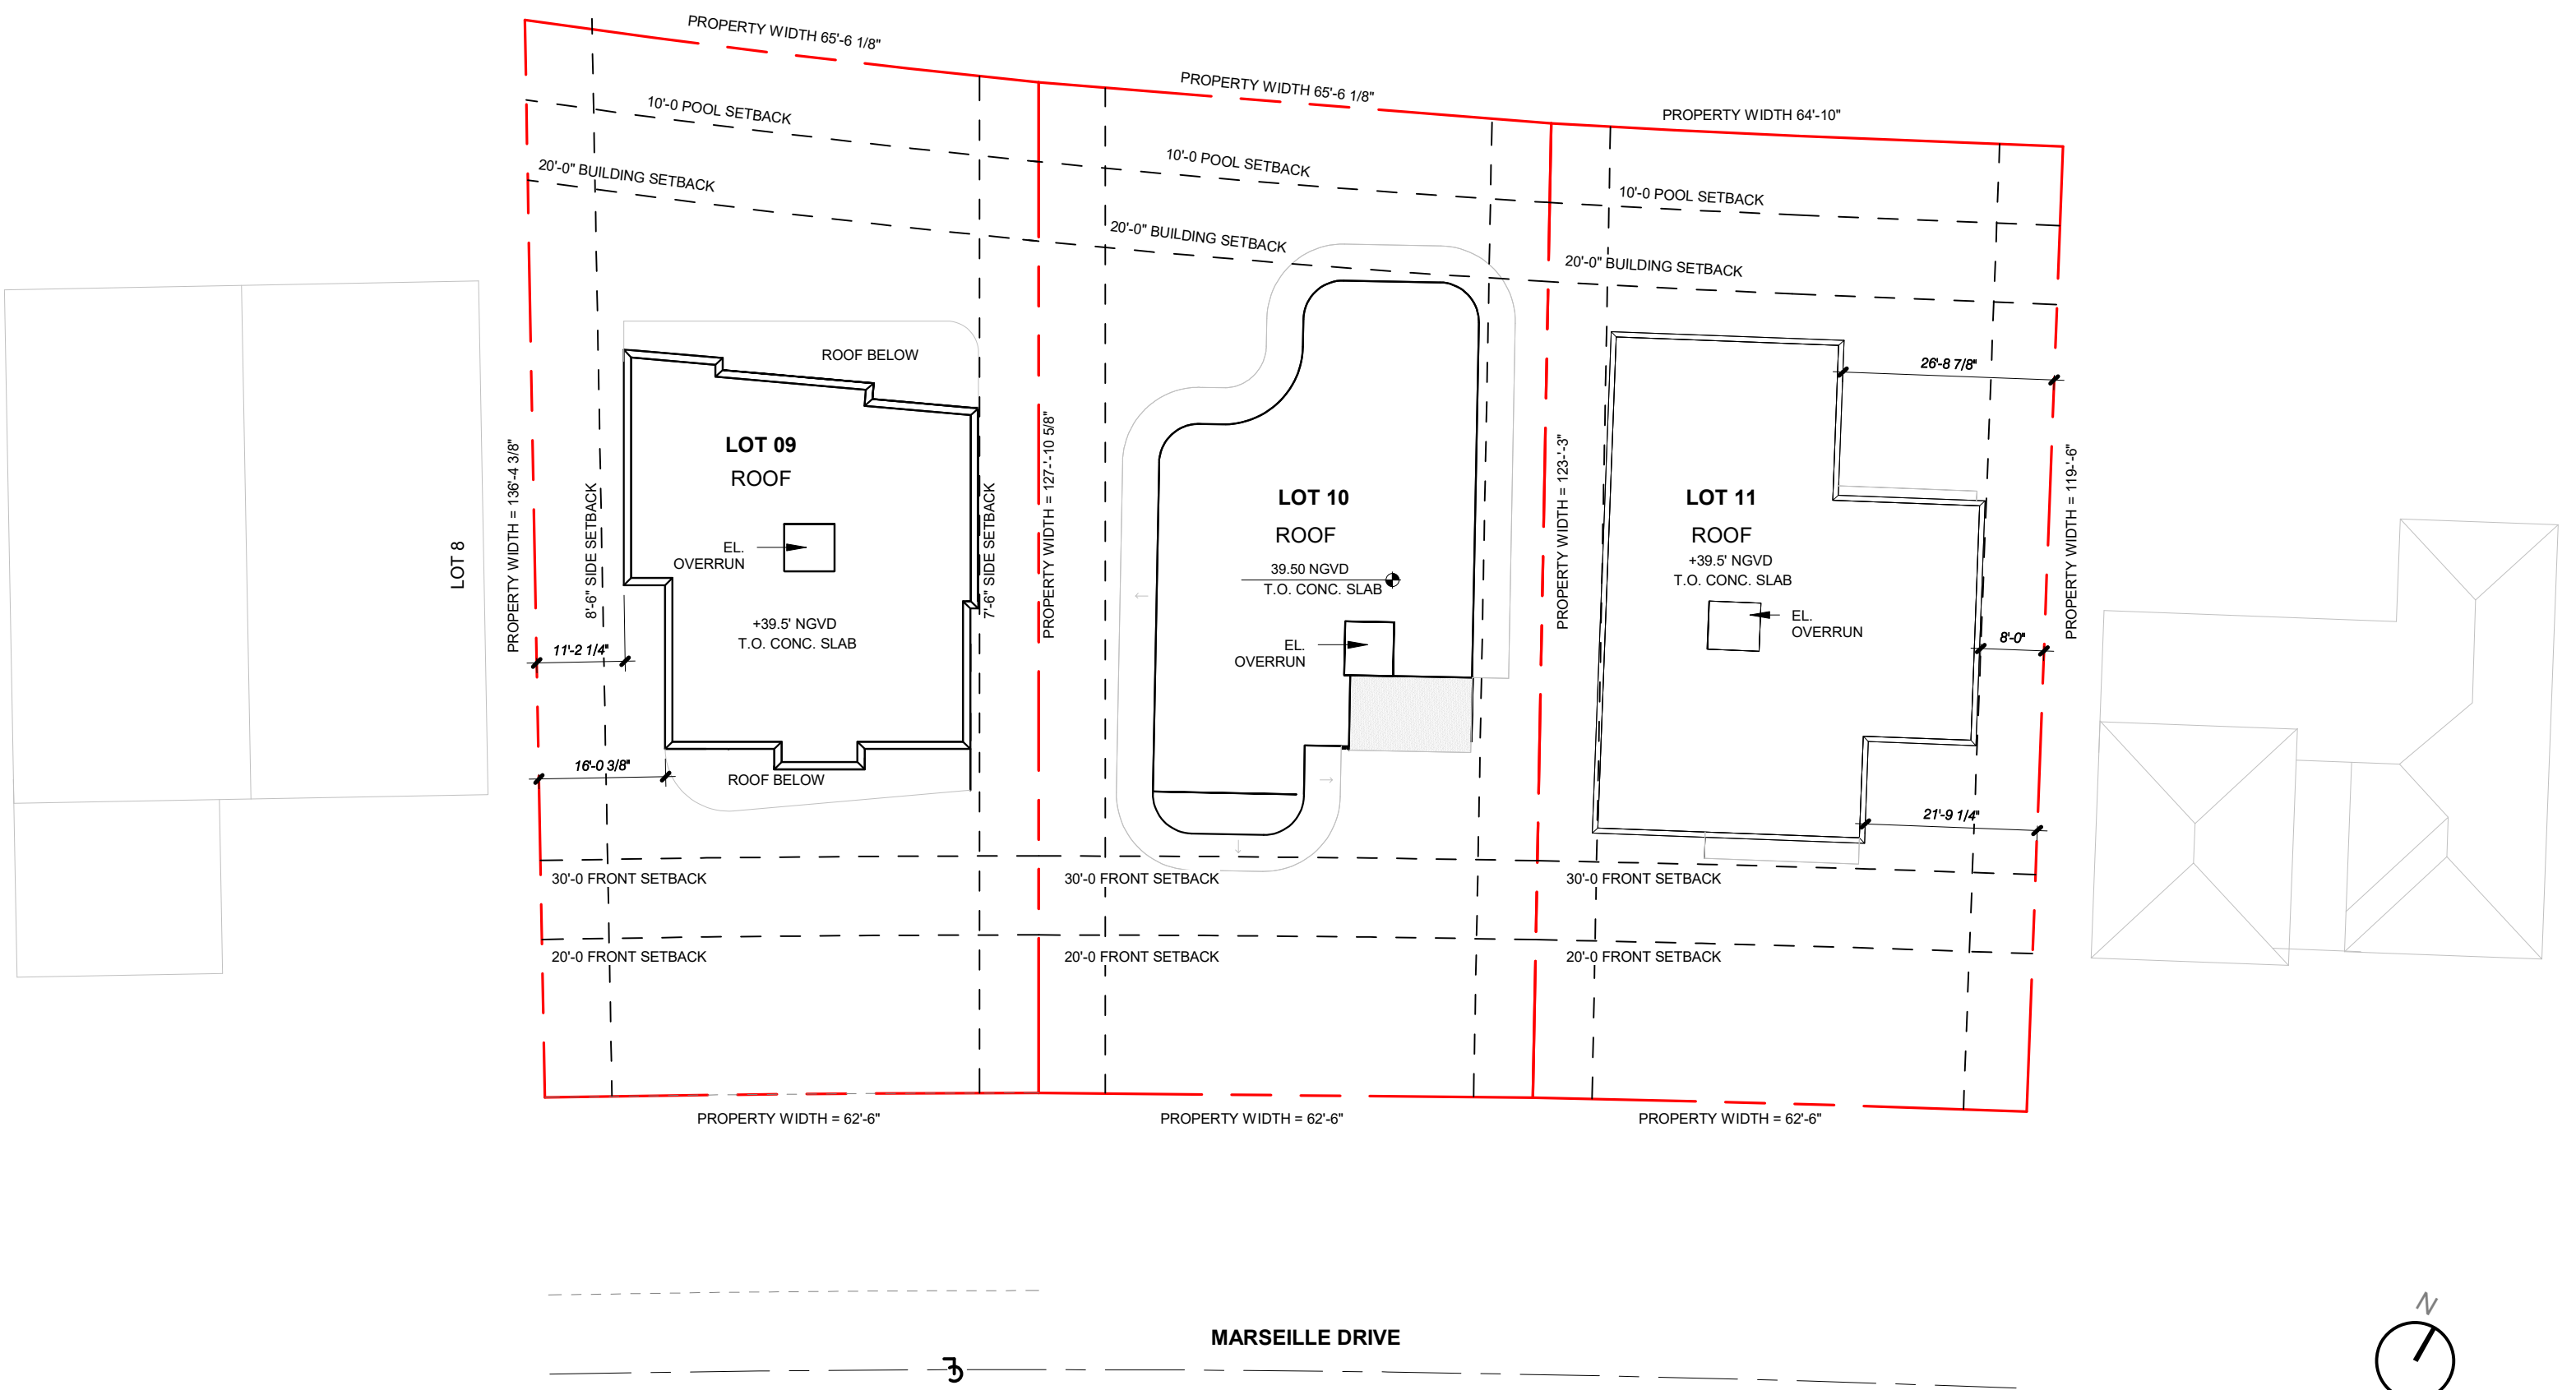 PROPERTY WIDTH 65'-6 1/8"
PROPERTY WIDTH 65'-6 1/8"
PROPERTY WIDTH 64'-10"
10'-0 POOL SETBACK
10'-0 POOL SETBACK
10'-0 POOL SETBACK
20'-0" BUILDING SETBACK
20'-0" BUILDING SETBACK
20'-0" BUILDING SETBACK
LOT 8
PROPERTY WIDTH = 136'-4 3/8"
8'-6" SIDE SETBACK
ROOF BELOW
LOT 09
ROOF
EL.
OVERRUN
+39.5' NGVD
T.O. CONC. SLAB
11'-2 1/4"
16'-0 3/8"
ROOF BELOW
7'-6" SIDE SETBACK
PROPERTY WIDTH = 127'-'-10 5/8"
LOT 10
ROOF
39.50 NGVD
T.O. CONC. SLAB
EL.
OVERRUN
PROPERTY WIDTH = 123-'-3"
LOT 11
ROOF
+39.5' NGVD
T.O. CONC. SLAB
EL.
OVERRUN
26'-8 7/8"
8'-0"
21'-9 1/4"
PROPERTY WIDTH = 119-'-6"
30'-0 FRONT SETBACK
30'-0 FRONT SETBACK
30'-0 FRONT SETBACK
20'-0 FRONT SETBACK
20'-0 FRONT SETBACK
20'-0 FRONT SETBACK
PROPERTY WIDTH = 62'-6"
PROPERTY WIDTH = 62'-6"
PROPERTY WIDTH = 62'-6"
MARSEILLE DRIVE
N